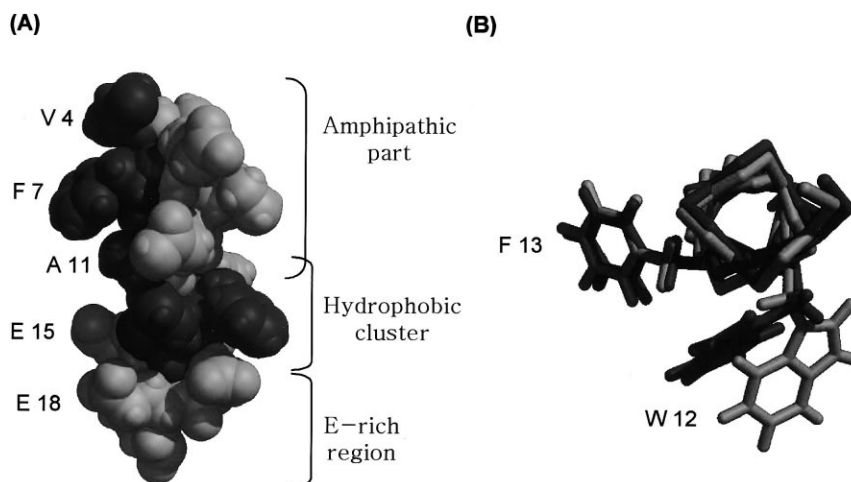 (A)
V 4
F 7
A 11
E 15
E 18
Amphipathic
part
Hydrophobic
cluster
E-rich
region
(B)
F 13
W 12